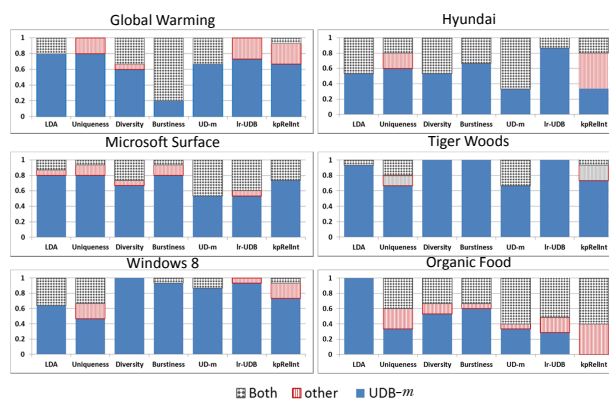 Global Warming
1
0.8
0.6
0.4
0.2
0
LDA Uniqueness Diversity Burstiness UD-m lr-UDB kpRelInt
Hyundai
1
0.8
0.6
0.4
0.2
0
LDA Uniqueness Diversity Burstiness UD-m lr-UDB kpRelInt
Microsoft Surface
1
0.8
0.6
0.4
0.2
0
LDA Uniqueness Diversity Burstiness UD-m lr-UDB kpRelInt
Tiger Woods
1
0.8
0.6
0.4
0.2
0
LDA Uniqueness Diversity Burstiness UD-m lr-UDB kpRelInt
Windows 8
1
0.8
0.6
0.4
0.2
0
LDA Uniqueness Diversity Burstiness UD-m lr-UDB kpRelInt
Organic Food
1
0.8
0.6
0.4
0.2
0
LDA Uniqueness Diversity Burstiness UD-m lr-UDB kpRelInt
Both other UDB-m